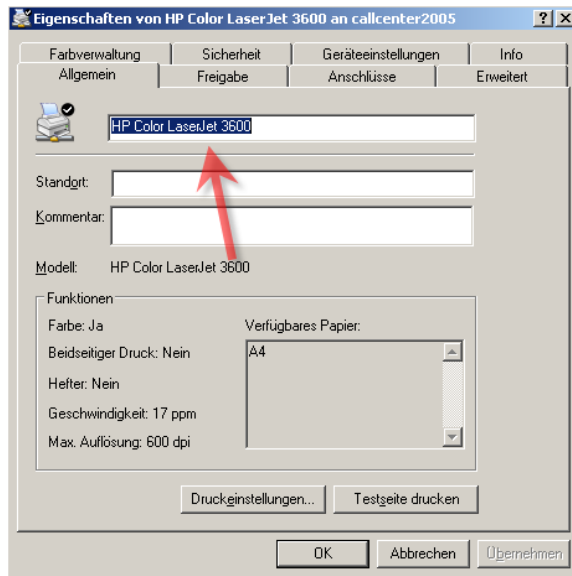 Eigenschaften von HP Color LaserJet 3600 an callcenter2005
Farbverwaltung Sicherheit Geräteeinstellungen Info
Allgemein Freigabe Anschlüsse Erweitert
HP Color LaserJet 3600
Standort:
Kommentar:
Modell: HP Color LaserJet 3600
Funktionen
Farbe: Ja Verfügbares Papier:
Beidseitiger Druck: Nein A4
Hefter: Nein
Geschwindigkeit: 17 ppm
Max. Auflösung: 600 dpi
Druckeinstellungen... Testseite drucken
OK Abbrechen Übernehmen